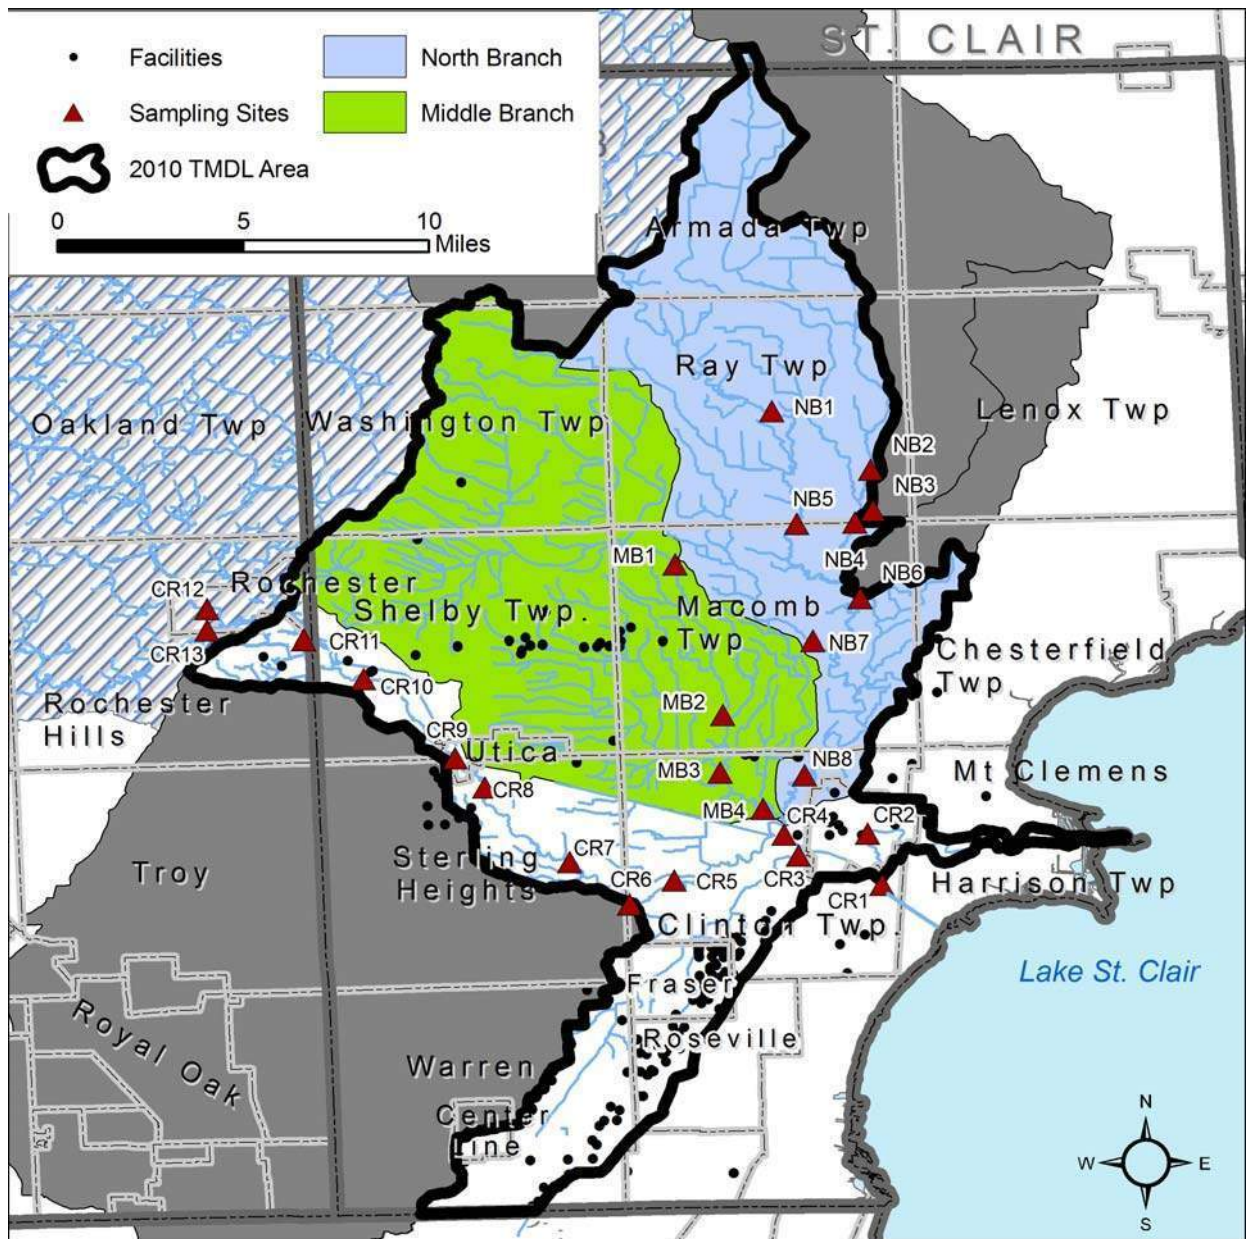 ST. CLAIR
Facilities
North Branch
Sampling Sites
Middle Branch
2010 TMDL Area
0 5 10
Miles
Armada Twp
Ray Twp
NB1
Lenox Twp
Oakland Twp
Washington Twp
NB2
NB3
NB5
NB4
MB1
NB6
CR12
Rochester
Shelby Twp.
Macomb
Twp
CR13
CR11
NB7
Chesterfield
Twp
CR10
Rochester
Hills
MB2
CR9
Utica
MB3
NB8
Mt Clemens
CR8
MB4
CR4
CR2
Troy
Sterling
Heights
CR7
CR6
CR5
CR3
CR1
Harrison Twp
Clinton Twp.
Fraser
Lake St. Clair
Roseville
Royal Oak
Warren
Center
Line
N
W E
S